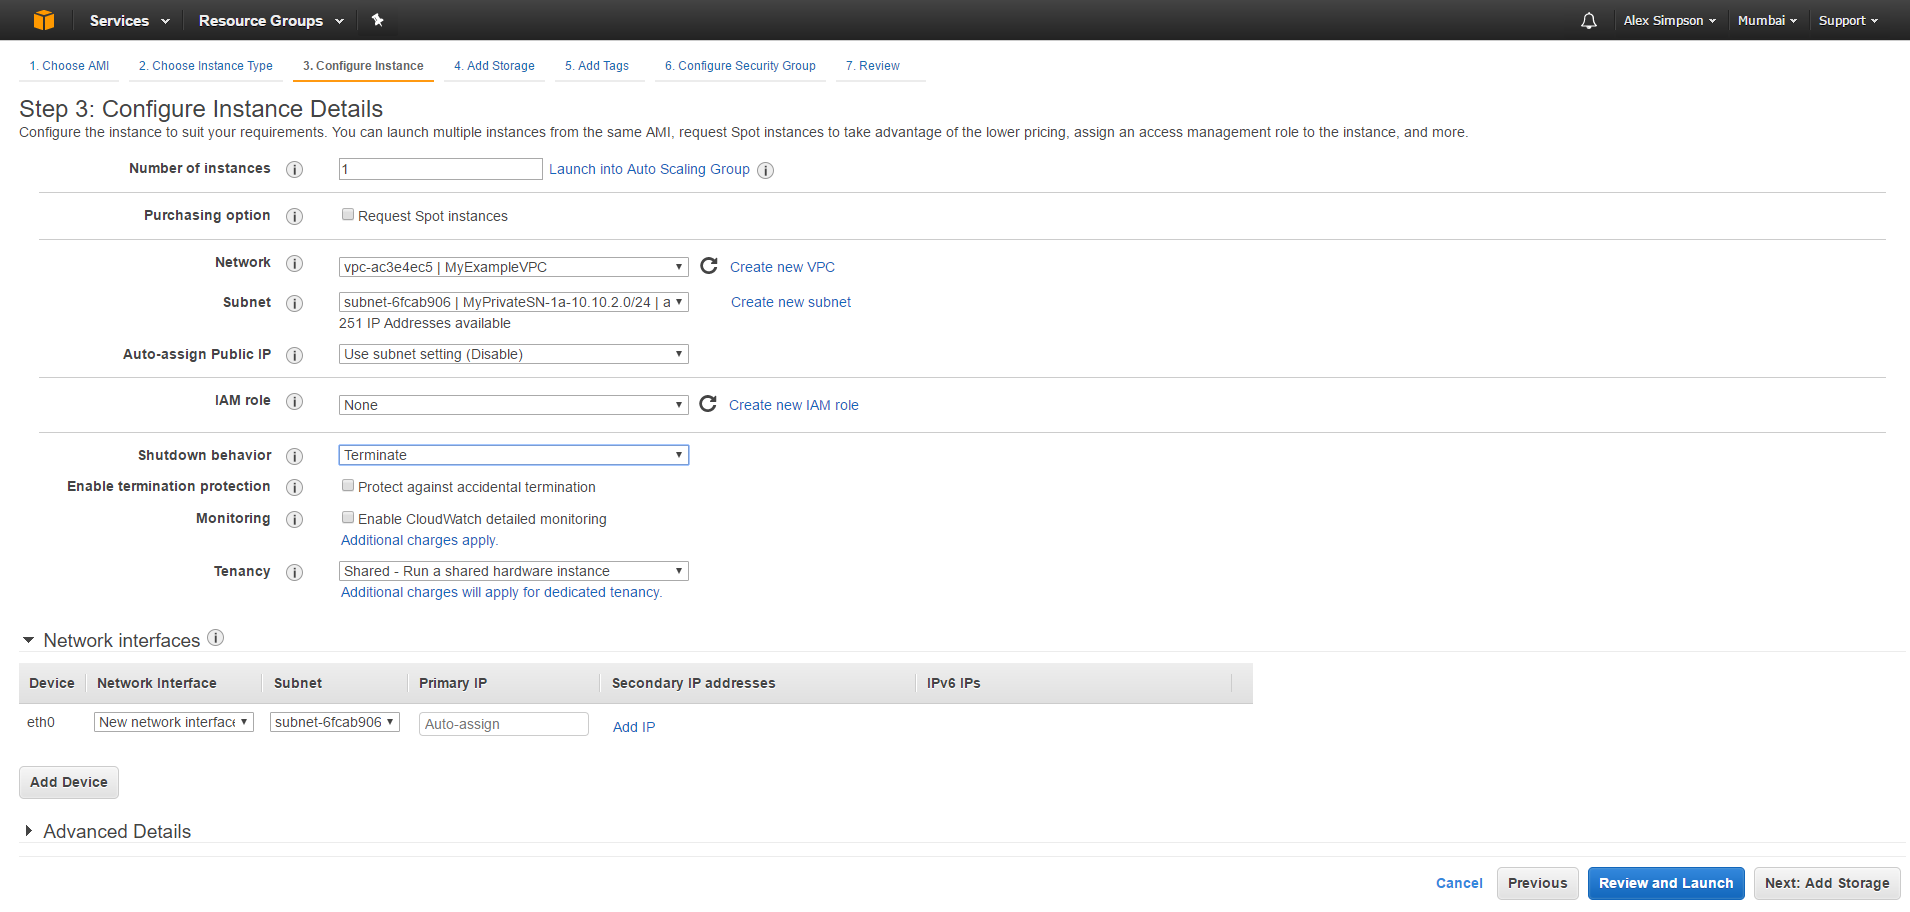 Services Resource Groups Alex Simpson Mumbai Support
1. Choose AMI 2. Choose Instance Type 3. Configure Instance 4. Add Storage 5. Add Tags 6. Configure Security Group 7. Review
Step 3: Configure Instance Details
Configure the instance to suit your requirements. You can launch multiple instances from the same AMI, request Spot instances to take advantage of the lower pricing, assign an access management role to the instance, and more.
Number of instances i 1 Launch into Auto Scaling Group i
Purchasing option i Request Spot instances
Network i vpc-ac3e4ec5 | MyExampleVPC Create new VPC
Subnet i subnet-6fcab906 | MyPrivateSN-1a-10.10.2.0/24 | a Create new subnet
251 IP Addresses available
Auto-assign Public IP i Use subnet setting (Disable)
IAM role i None Create new IAM role
Shutdown behavior i Terminate
Enable termination protection i Protect against accidental termination
Monitoring i Enable CloudWatch detailed monitoring
Additional charges apply.
Tenancy i Shared - Run a shared hardware instance
Additional charges will apply for dedicated tenancy.
Network interfaces i
Device Network Interface Subnet Primary IP Secondary IP addresses IPv6 IPs
eth0 New network interface subnet-6fcab906 Auto-assign Add IP
Add Device
Advanced Details
Cancel Previous Review and Launch Next: Add Storage